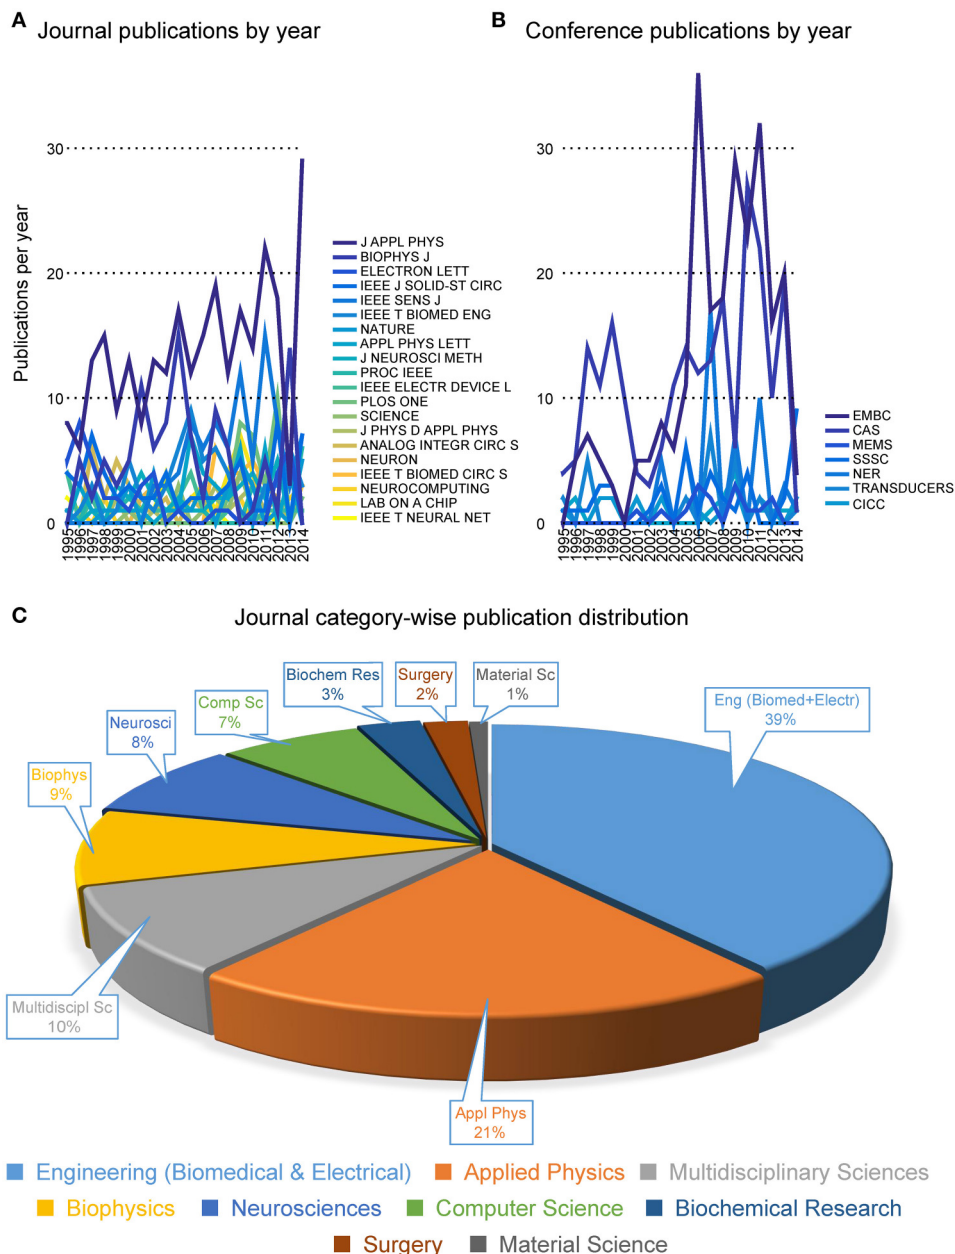 A Journal publications by year
B Conference publications by year
Publications per year
30
20
10
0
1995
1996
1997
1998
1999
2000
2001
2002
2003
2004
2005
2006
2007
2008
2009
2010
2011
2012
2013
2014
J APPL PHYS
BIOPHYS J
ELECTRON LETT
IEEE J SOLID-ST CIRC
IEEE SENS J
IEEE T BIOMED ENG
NATURE
APPL PHYS LETT
J NEUROSCI METH
PROC IEEE
IEEE ELECTR DEVICE L
PLOS ONE
SCIENCE
J PHYS D APPL PHYS
ANALOG INTEGR CIRC S
NEURON
IEEE T BIOMED CIRC S
NEUROCOMPUTING
LAB ON A CHIP
IEEE T NEURAL NET
30
20
10
0
1995
1996
1997
1998
1999
2000
2001
2002
2003
2004
2005
2006
2007
2008
2009
2010
2011
2012
2013
2014
EMBC
CAS
MEMS
SSSC
NER
TRANSDUCERS
CICC
C Journal category-wise publication distribution
Biochem Res
3%
Surgery
2%
Material Sc
1%
Eng (Biomed+Electr)
39%
Comp Sc
7%
Neurosci
8%
Biophys
9%
Multidiscipl Sc
10%
Appl Phys
21%
Engineering (Biomedical & Electrical) Applied Physics Multidisciplinary Sciences
Biophysics Neurosciences Computer Science Biochemical Research
Surgery Material Science